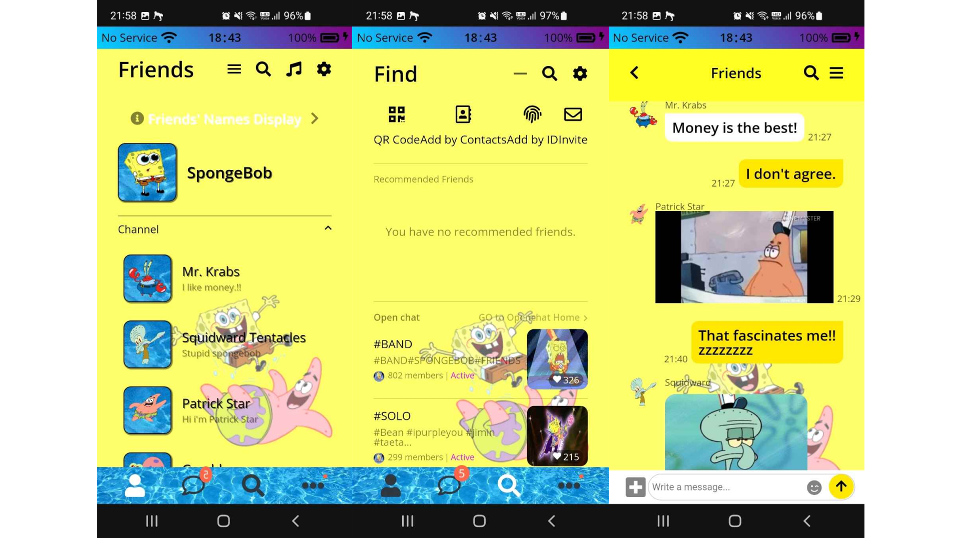 21:58
96%
No Service
18:43
100%
Friends
Friends' Names Display
SpongeBob
Channel
Mr. Krabs
I like money.!!
Squidward Tentacles
Stupid spongebob
Patrick Star
Hi i'm Patrick Star
2
21:58
97%
No Service
18:43
100%
Find
QR Code
Add by Contacts
Add by ID
Invite
Recommended Friends
You have no recommended friends.
Open chat
GO to Openchat Home
#BAND
#BAND#SPONGEBOB#FRIENDS
802 members | Active
326
#SOLO
#Bean #ipurpleyou #jimin
#taeta...
299 members | Active
215
5
21:58
96%
No Service
18:43
100%
Friends
Mr. Krabs
Money is the best!
21:27
I don't agree.
21:27
Patrick Star
21:29
That fascinates me!!
zzzzzzzz
21:40
Squidward
Write a message...